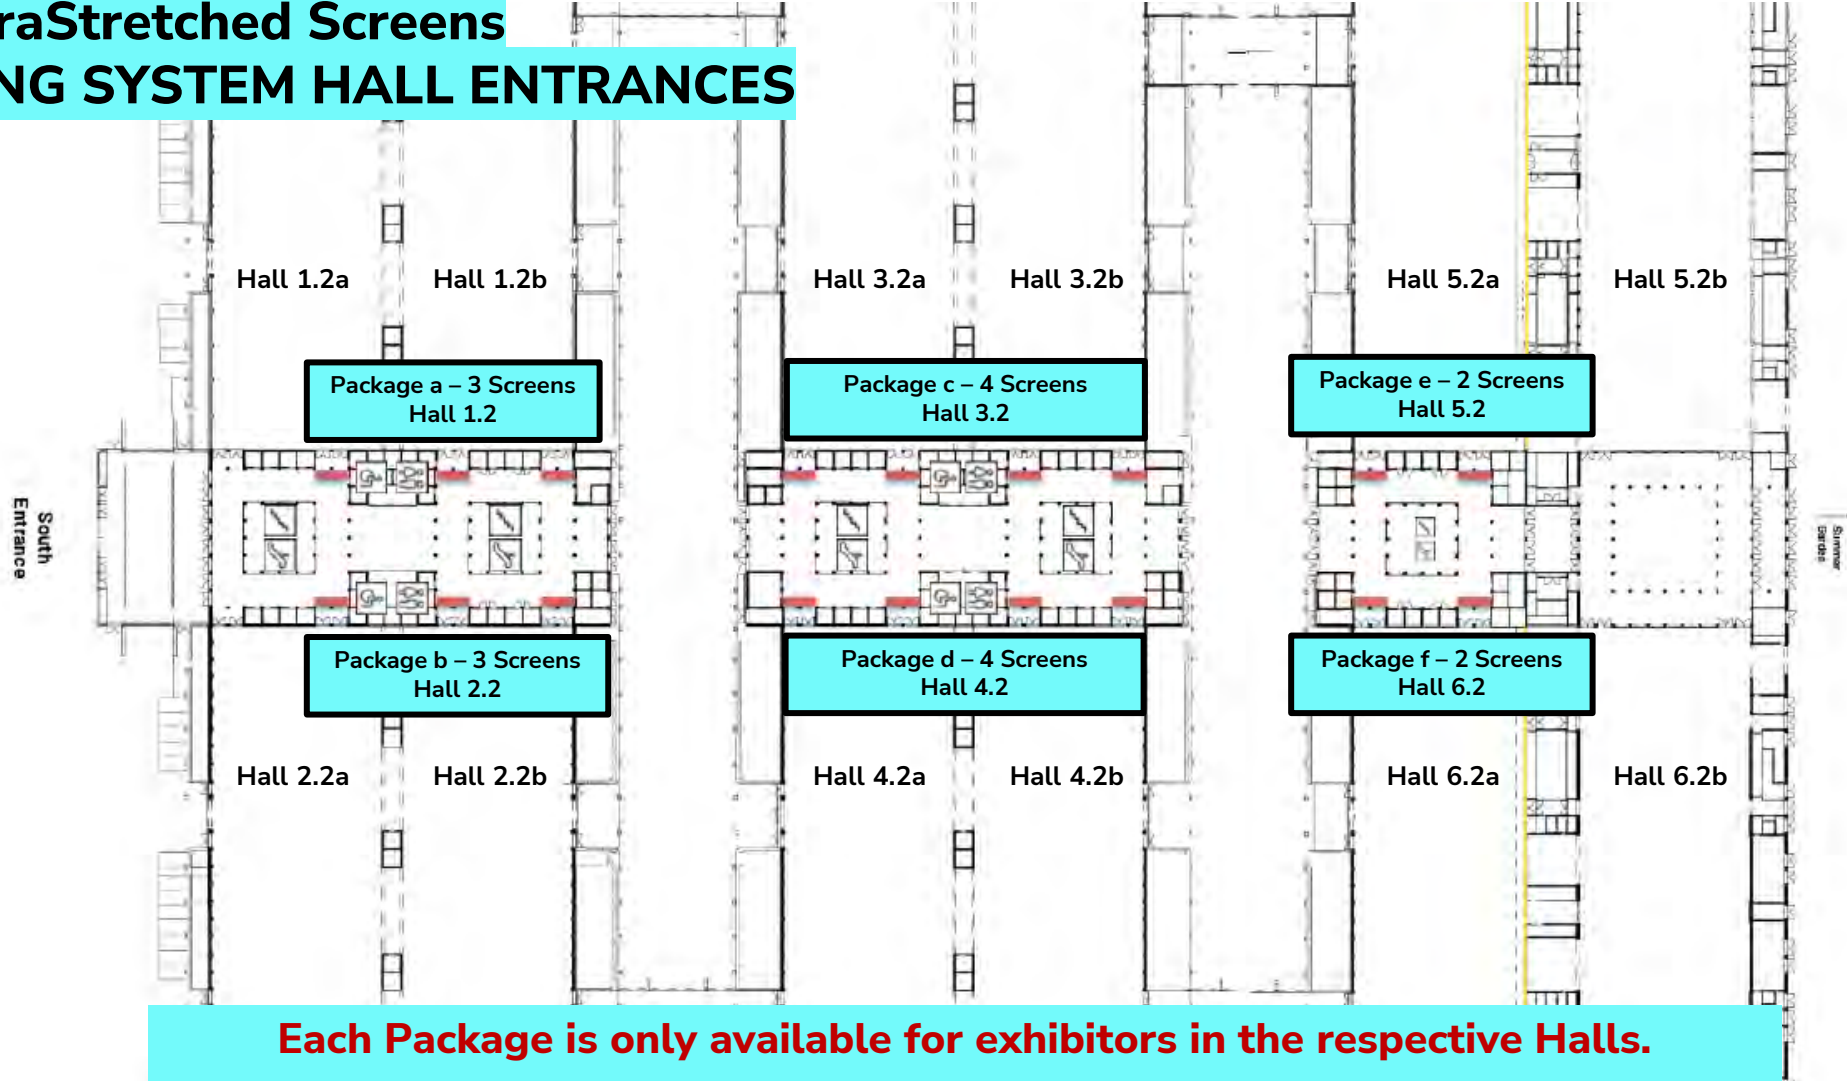 raStretched Screens
NG SYSTEM HALL ENTRANCES
Hall 1.2a
Hall 1.2b
Hall 3.2a
Hall 3.2b
Hall 5.2a
Hall 5.2b
Package a – 3 Screens
Hall 1.2
Package c – 4 Screens
Hall 3.2
Package e – 2 Screens
Hall 5.2
South
Entrance
Summer
Garden
Package b – 3 Screens
Hall 2.2
Package d – 4 Screens
Hall 4.2
Package f – 2 Screens
Hall 6.2
Hall 2.2a
Hall 2.2b
Hall 4.2a
Hall 4.2b
Hall 6.2a
Hall 6.2b
Each Package is only available for exhibitors in the respective Halls.